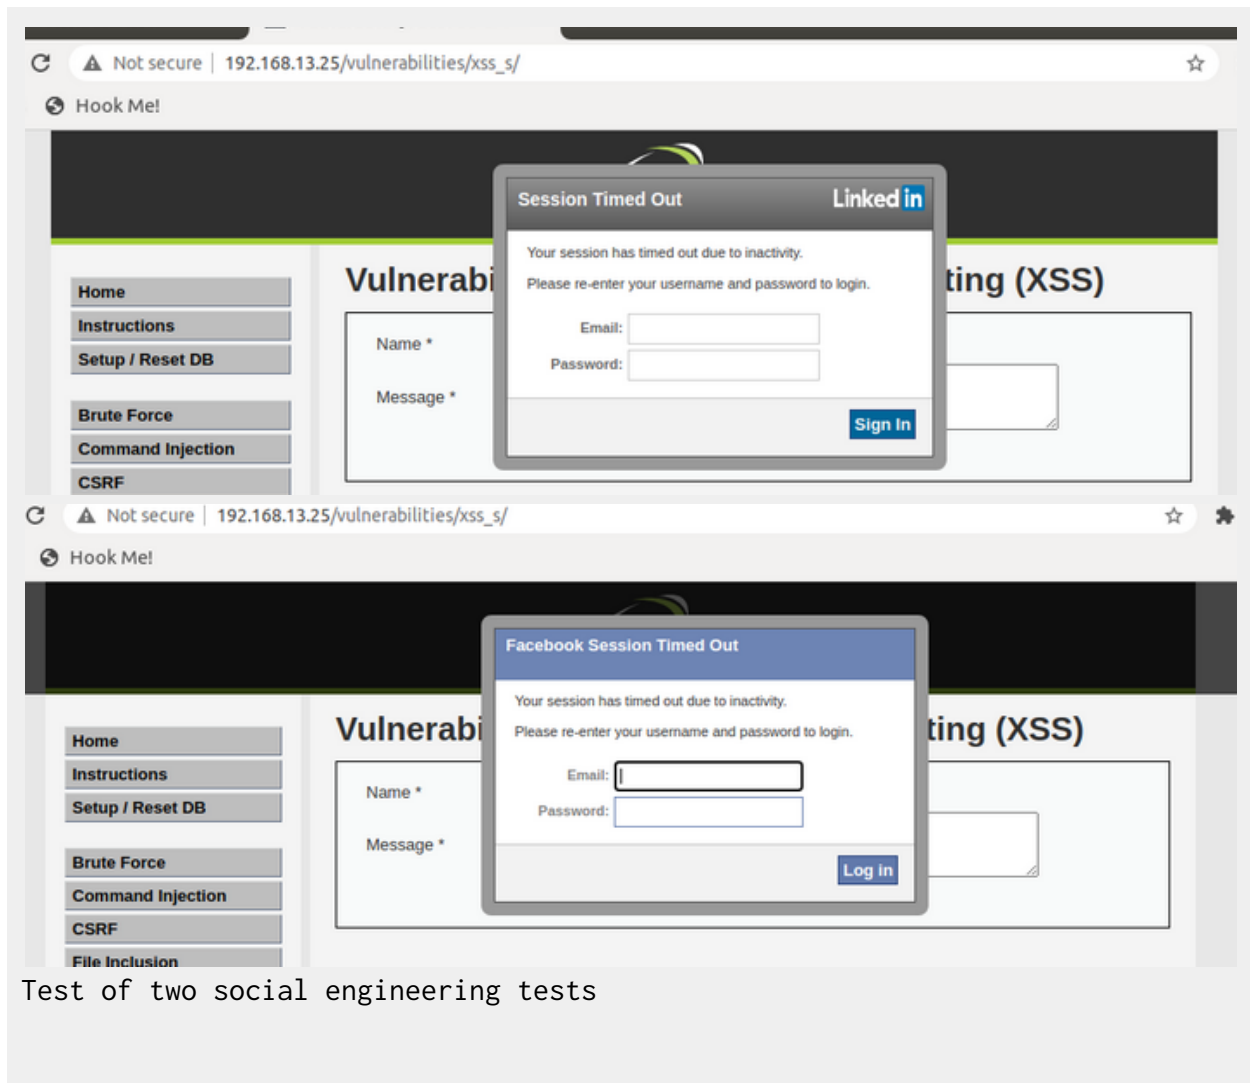 Not secure | 192.168.13.25/vulnerabilities/xss_s/
Hook Me!
Session Timed Out
Linked in
Your session has timed out due to inactivity.
Please re-enter your username and password to login.
Email:
Password:
Sign In
Home
Instructions
Setup / Reset DB
Brute Force
Command Injection
CSRF
Vulnerabi
ting (XSS)
Name *
Message *
Not secure | 192.168.13.25/vulnerabilities/xss_s/
Hook Me!
Facebook Session Timed Out
Your session has timed out due to inactivity.
Please re-enter your username and password to login.
Email:
Password:
Log in
Home
Instructions
Setup / Reset DB
Brute Force
Command Injection
CSRF
File Inclusion
Vulnerabi
ting (XSS)
Name *
Message *
Test of two social engineering tests